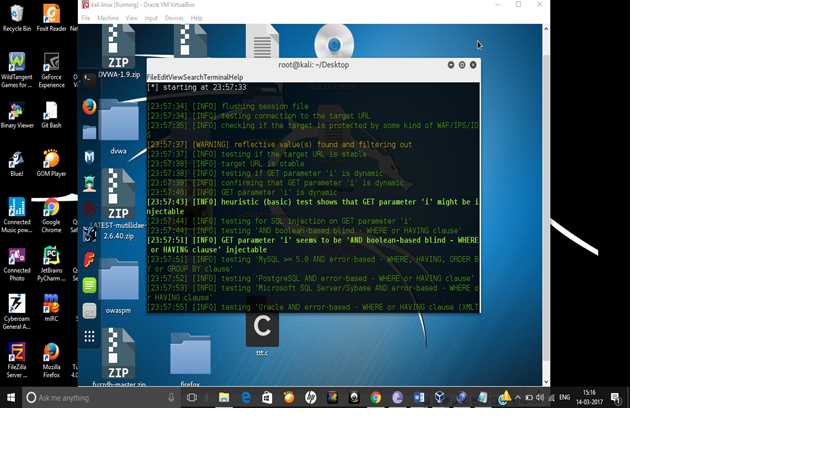 kali linux [Running] - Oracle VM VirtualBox
File Machine View Input Devices Help
Recycle Bin
Foxit Reader
WildTangent Games for ...
GeForce Experience
Binary Viewer
Git Bash
BlueJ
GOM Player
Connected Music pow...
Google Chrome
Connected Photo
JetBrains PyCharm ...
Cyberoam General A...
mIRC
FileZilla Server ...
Mozilla Firefox
ZIP
DVWA-1.9.zip
dvwa
ZIP
LATEST-mutillidae-2.6.40.zip
owaspm
ZIP
fuzzdb-master.zip
firefox
C
ttt.c
root@kali: ~/Desktop
FileEditViewSearchTerminalHelp
[*] starting at 23:57:33
[23:57:34] [INFO] flushing session file
[23:57:34] [INFO] testing connection to the target URL
[23:57:35] [INFO] checking if the target is protected by some kind of WAF/IPS/ID
S
[23:57:37] [WARNING] reflective value(s) found and filtering out
[23:57:37] [INFO] testing if the target URL is stable
[23:57:38] [INFO] target URL is stable
[23:57:38] [INFO] testing if GET parameter 'i' is dynamic
[23:57:39] [INFO] confirming that GET parameter 'i' is dynamic
[23:57:40] [INFO] GET parameter 'i' is dynamic
[23:57:43] [INFO] heuristic (basic) test shows that GET parameter 'i' might be i
njectable
[23:57:44] [INFO] testing for SQL injection on GET parameter 'i'
[23:57:44] [INFO] testing 'AND boolean-based blind - WHERE or HAVING clause'
[23:57:51] [INFO] GET parameter 'i' seems to be 'AND boolean-based blind - WHERE
or HAVING clause' injectable
[23:57:51] [INFO] testing 'MySQL >= 5.0 AND error-based - WHERE, HAVING, ORDER B
Y or GROUP BY clause'
[23:57:52] [INFO] testing 'PostgreSQL AND error-based - WHERE or HAVING clause'
[23:57:53] [INFO] testing 'Microsoft SQL Server/Sybase AND error-based - WHERE o
r HAVING clause'
[23:57:55] [INFO] testing 'Oracle AND error-based - WHERE or HAVING clause (XMLT
Ask me anything
ENG
15:16
14-03-2017